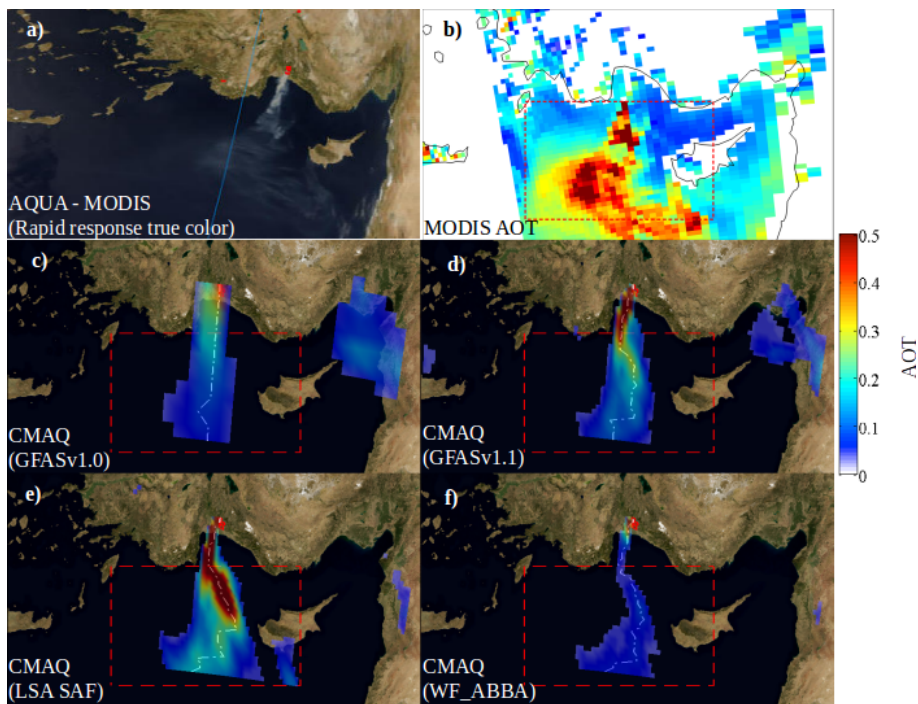 a)
AQUA - MODIS
(Rapid response true color)
b)
MODIS AOT
c)
CMAQ
(GFASv1.0)
d)
CMAQ
(GFASv1.1)
0.5
0.4
0.3
0.2
0.1
0
AOT
e)
CMAQ
(LSA SAF)
f)
CMAQ
(WF_ABBA)